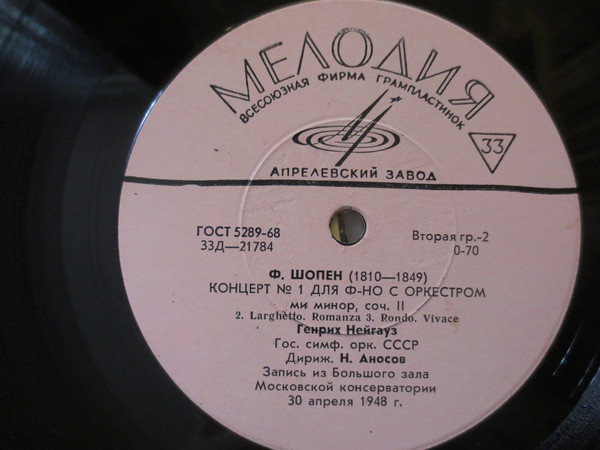 МЕЛОДИЯ
ВСЕСОЮЗНАЯ ФИРМА ГРАМПЛАСТИНОК
33
АПРЕЛЕВСКИЙ ЗАВОД
ГОСТ 5289-68
33Д—21784
Вторая гр.-2
0-70
Ф. ШОПЕН (1810—1849)
КОНЦЕРТ № 1 ДЛЯ Ф-НО С ОРКЕСТРОМ
ми минор, соч. II
2. Larghetto. Romanza 3. Rondo. Vivace
Генрих Нейгауз
Гос. симф. орк. СССР
Дириж. Н. Аносов
Запись из Большого зала
Московской консерватории
30 апреля 1948 г.